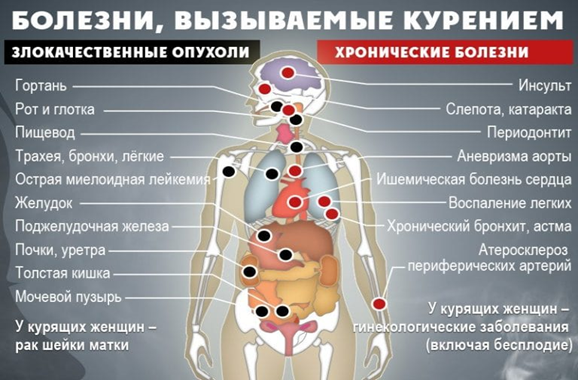 БОЛЕЗНИ, ВЫЗЫВАЕМЫЕ КУРЕНИЕМ
ЗЛОКАЧЕСТВЕННЫЕ ОПУХОЛИ
Гортань
Рот и глотка
Пищевод
Трахея, бронхи, лёгкие
Острая миелоидная лейкемия
Желудок
Поджелудочная железа
Почки, уретра
Толстая кишка
Мочевой пузырь
У курящих женщин –
рак шейки матки
ХРОНИЧЕСКИЕ БОЛЕЗНИ
Инсульт
Слепота, катаракта
Периодонтит
Аневризма аорты
Ишемическая болезнь сердца
Воспаление легких
Хронический бронхит, астма
Атеросклероз
периферических артерий
У курящих женщин –
гинекологические заболевания
(включая бесплодие)